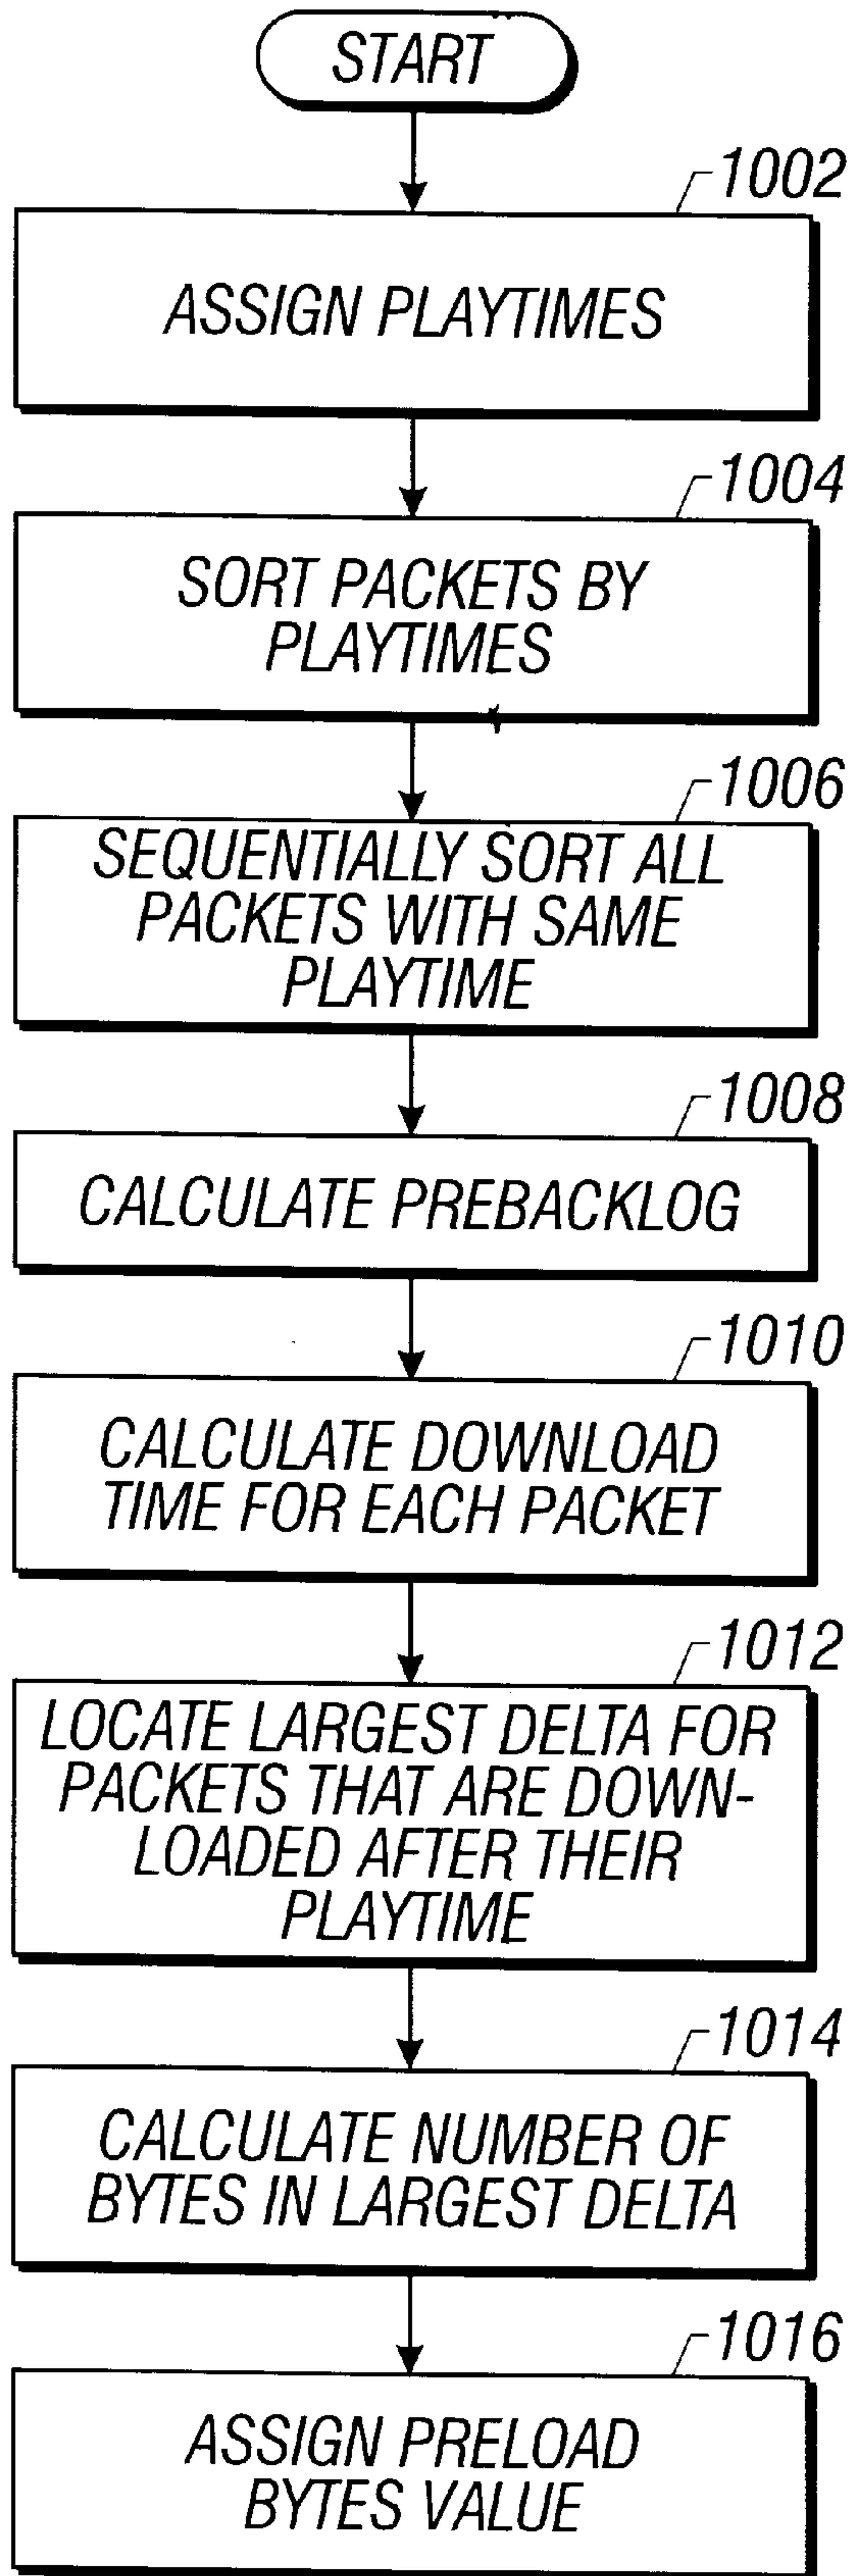 START
1002
ASSIGN PLAYTIMES
1004
SORT PACKETS BY
PLAYTIMES
1006
SEQUENTIALLY SORT ALL
PACKETS WITH SAME
PLAYTIME
1008
CALCULATE PREBACKLOG
1010
CALCULATE DOWNLOAD
TIME FOR EACH PACKET
1012
LOCATE LARGEST DELTA FOR
PACKETS THAT ARE DOWN-
LOADED AFTER THEIR
PLAYTIME
1014
CALCULATE NUMBER OF
BYTES IN LARGEST DELTA
1016
ASSIGN PRELOAD
BYTES VALUE